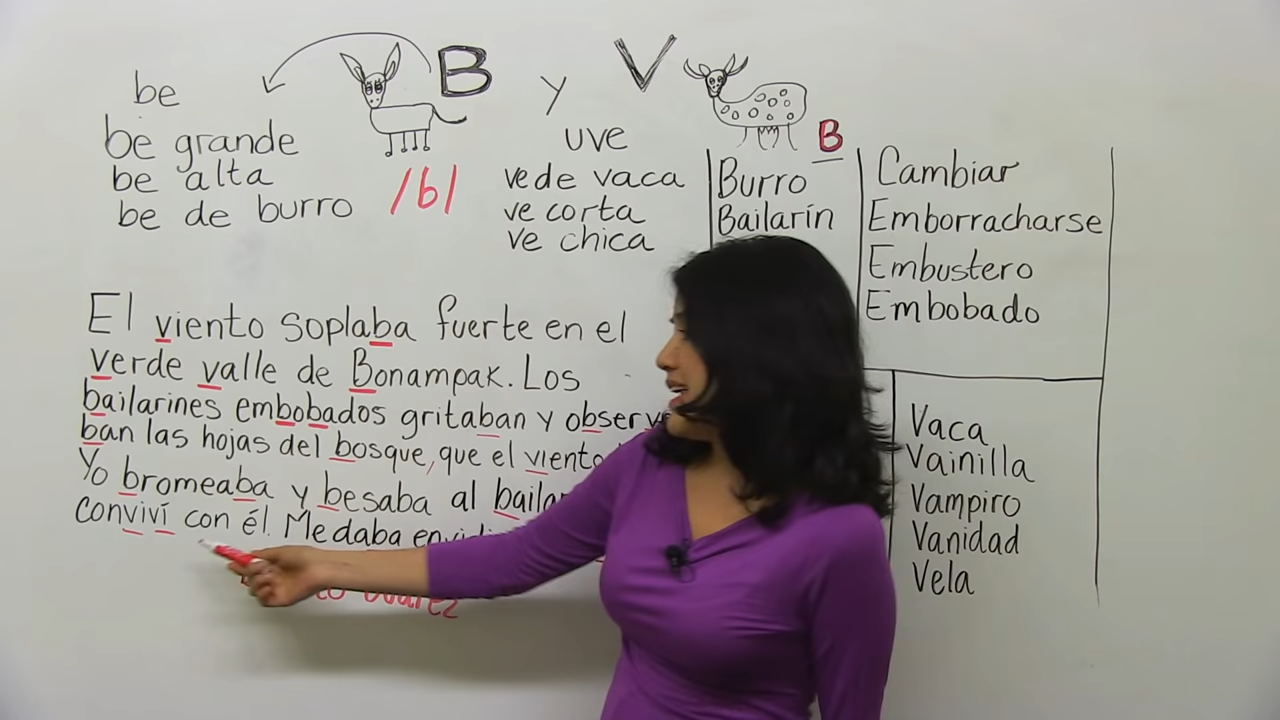 B y V
be
be grande
be alta
be de burro
/b/
uve
ve de vaca
ve corta
ve chica
B
Burro
Bailarín
Cambiar
Emborracharse
Embustero
Embobado
El viento soplaba fuerte en el
verde valle de Bonampak. Los
bailarines embobados gritaban y observ
ban las hojas del bosque, que el viento
Yo bromeaba y besaba al
conviví con él. Me daba
Vaca
Vainilla
Vampiro
Vanidad
Vela